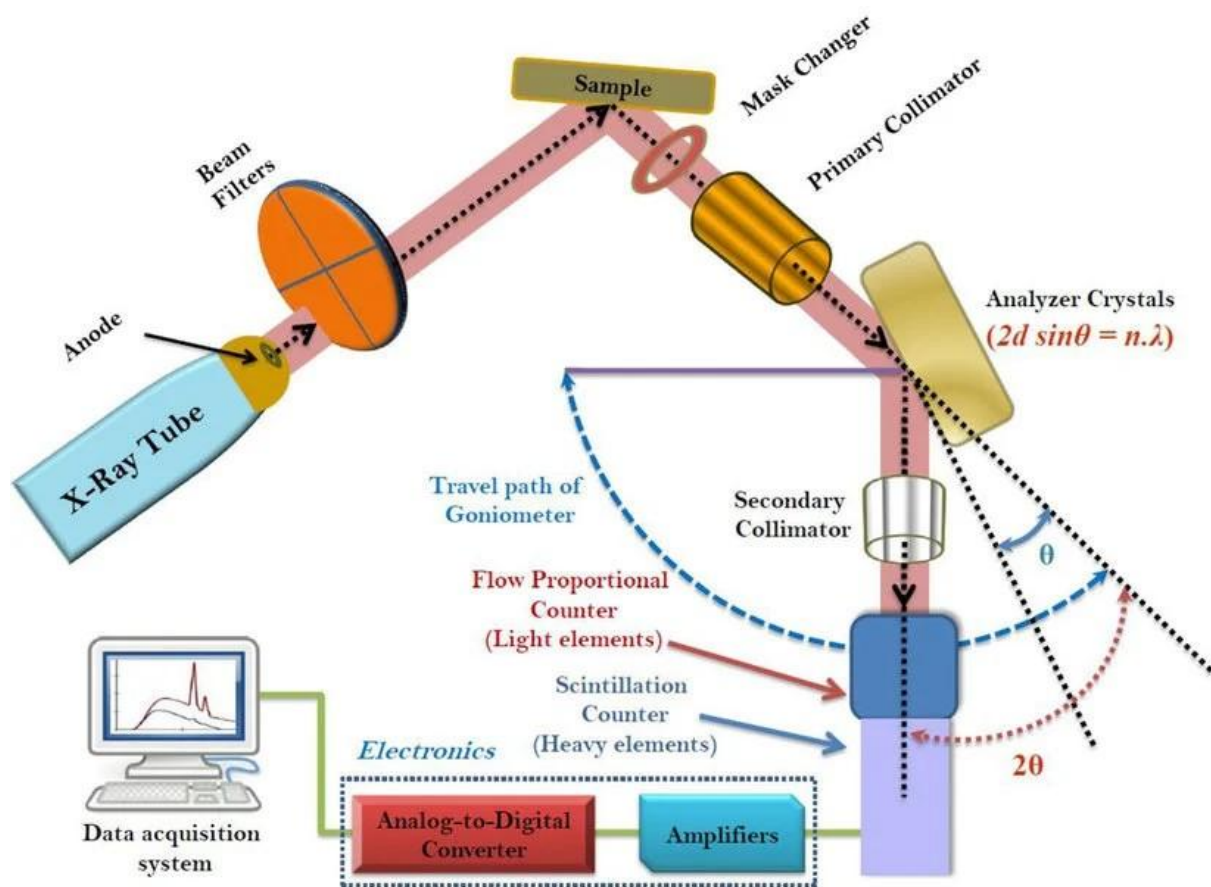 Sample
Mask Changer
Primary Collimator
Beam
Filters
Anode
X-Ray Tube
Analyzer Crystals
(2d sinθ = n.λ)
Travel path of
Goniometer
Secondary
Collimator
θ
Flow Proportional
Counter
(Light elements)
Scintillation
Counter
(Heavy elements)
2θ
Electronics
Analog-to-Digital
Converter
Amplifiers
Data acquisition
system